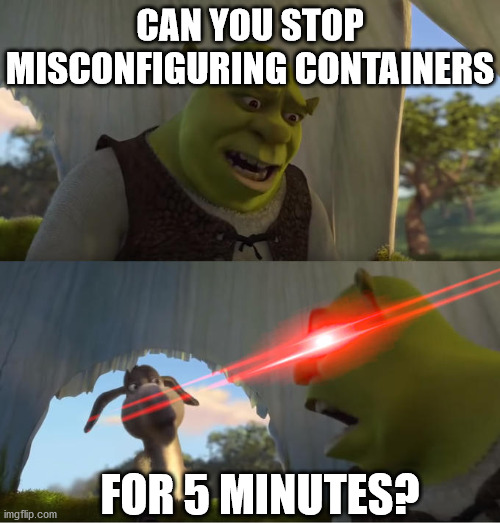 CAN YOU STOP
MISCONFIGURING CONTAINERS
FOR 5 MINUTES?
imgflip.com